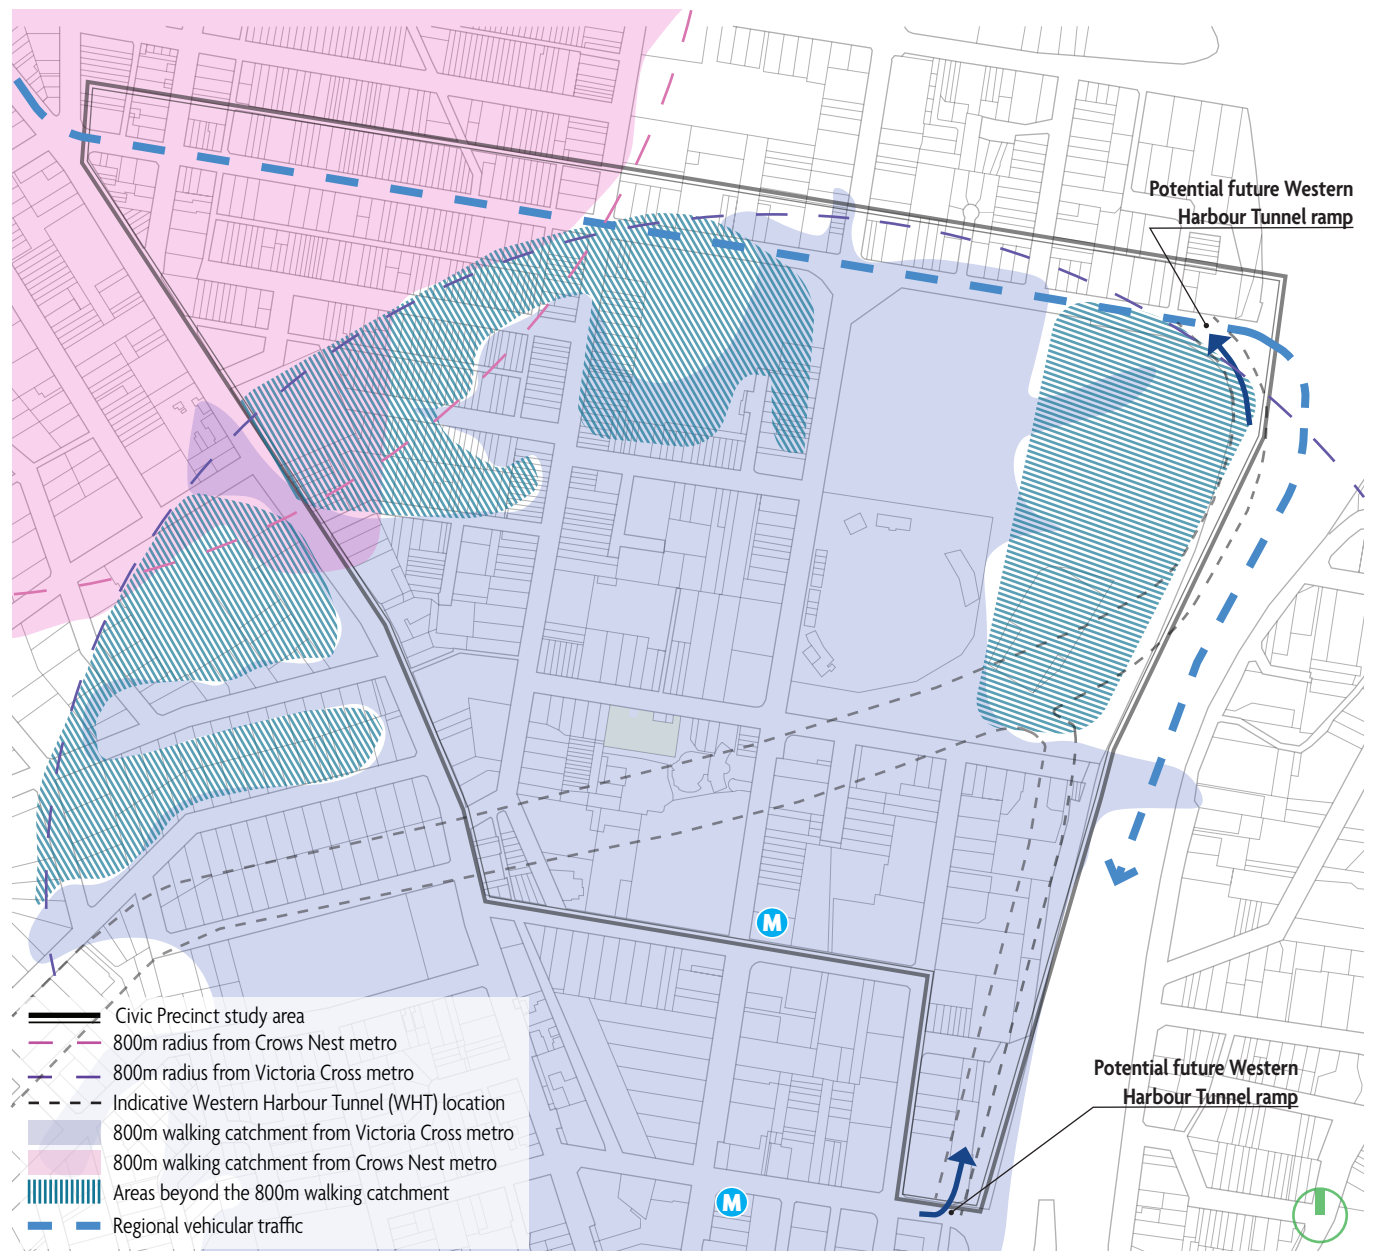 Potential future Western
Harbour Tunnel ramp
M
Civic Precinct study area
800m radius from Crows Nest metro
800m radius from Victoria Cross metro
Indicative Western Harbour Tunnel (WHT) location
800m walking catchment from Victoria Cross metro
800m walking catchment from Crows Nest metro
Areas beyond the 800m walking catchment
Regional vehicular traffic
Potential future Western
Harbour Tunnel ramp
M